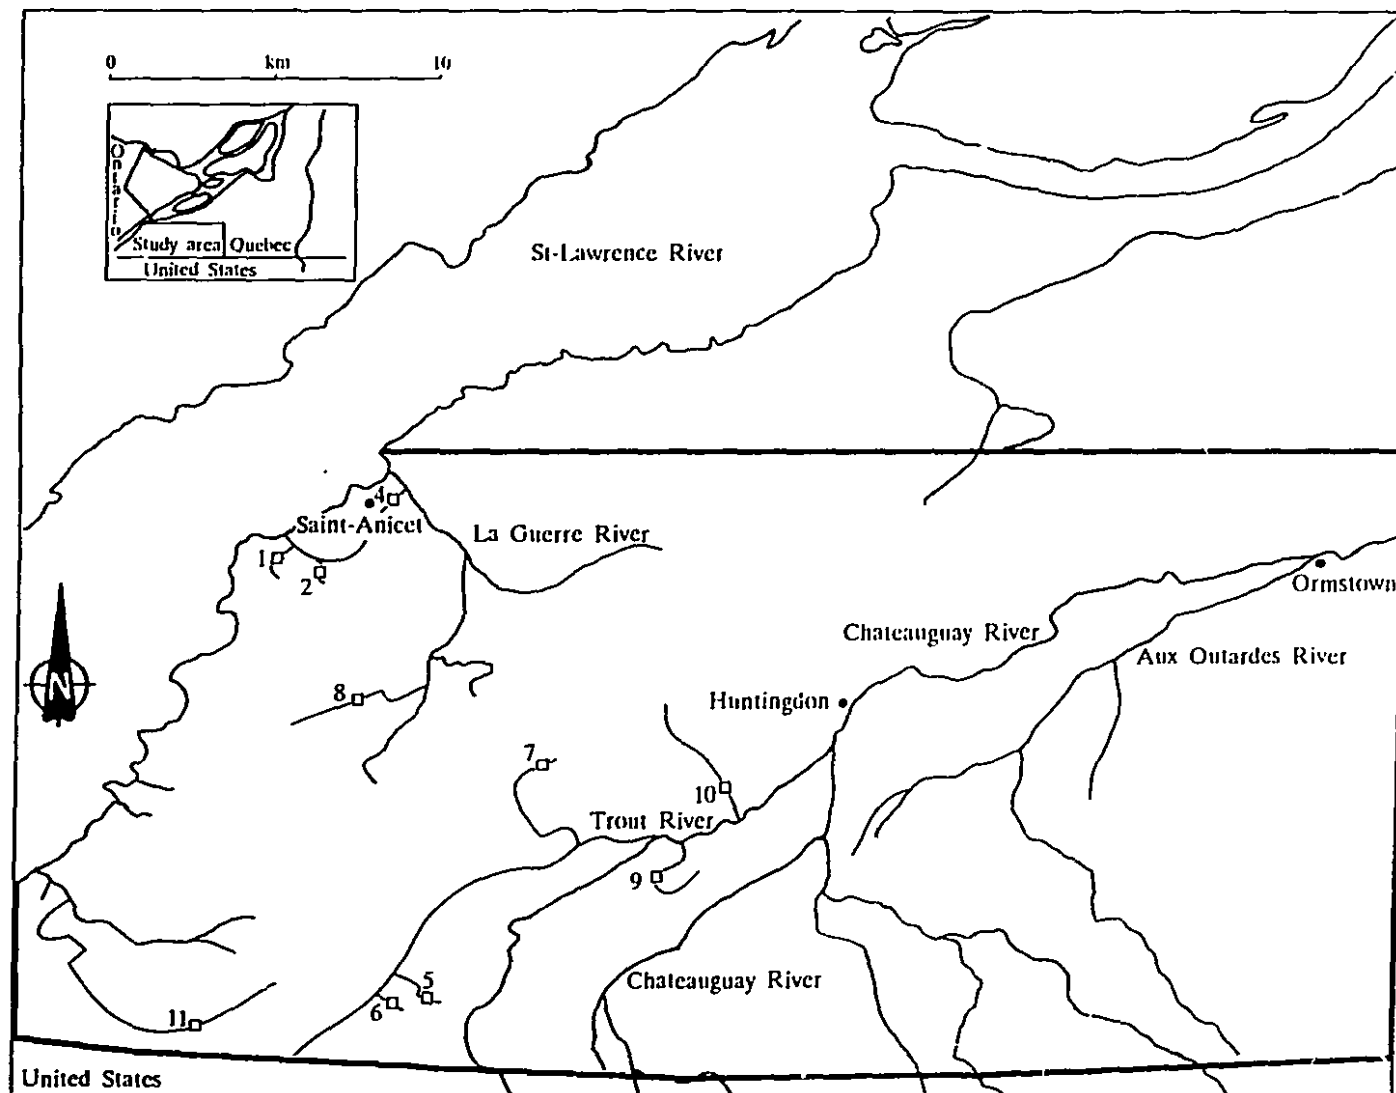 0 km 10
Ontario
Study area Quebec
United States
St-Lawrence River
4
Saint-Anicet
La Guerre River
1
2
Ormstown
Chateauguay River
Aux Outardes River
N
8
Huntingdon
7
10
Trout River
9
Chateauguay River
5
6
11
United States